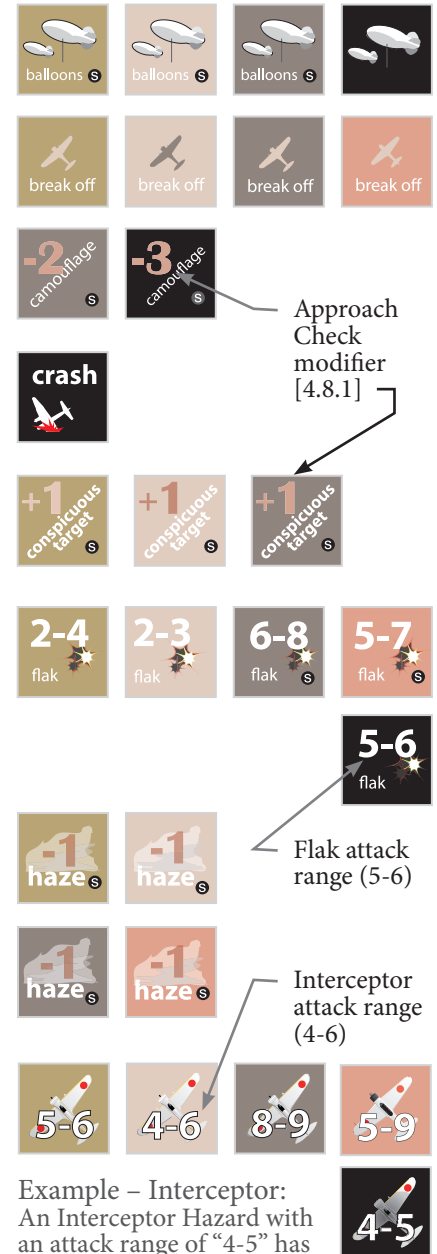 balloons S
balloons S
balloons S
break off
break off
break off
break off
-2
camouflage
S
-3
camouflage
S
Approach
Check
modifier
[4.8.1]
crash
+1
conspicuous
target
S
+1
conspicuous
target
S
+1
conspicuous
target
S
2-4
flak
2-3
flak
6-8
flak S
5-7
flak S
5-6
flak
Flak attack
range (5-6)
-1
haze S
-1
haze S
-1
haze S
-1
haze S
Interceptor
attack range
(4-6)
5-6
4-6
8-9
5-9
4-5
Example – Interceptor:
An Interceptor Hazard with
an attack range of “4-5” has